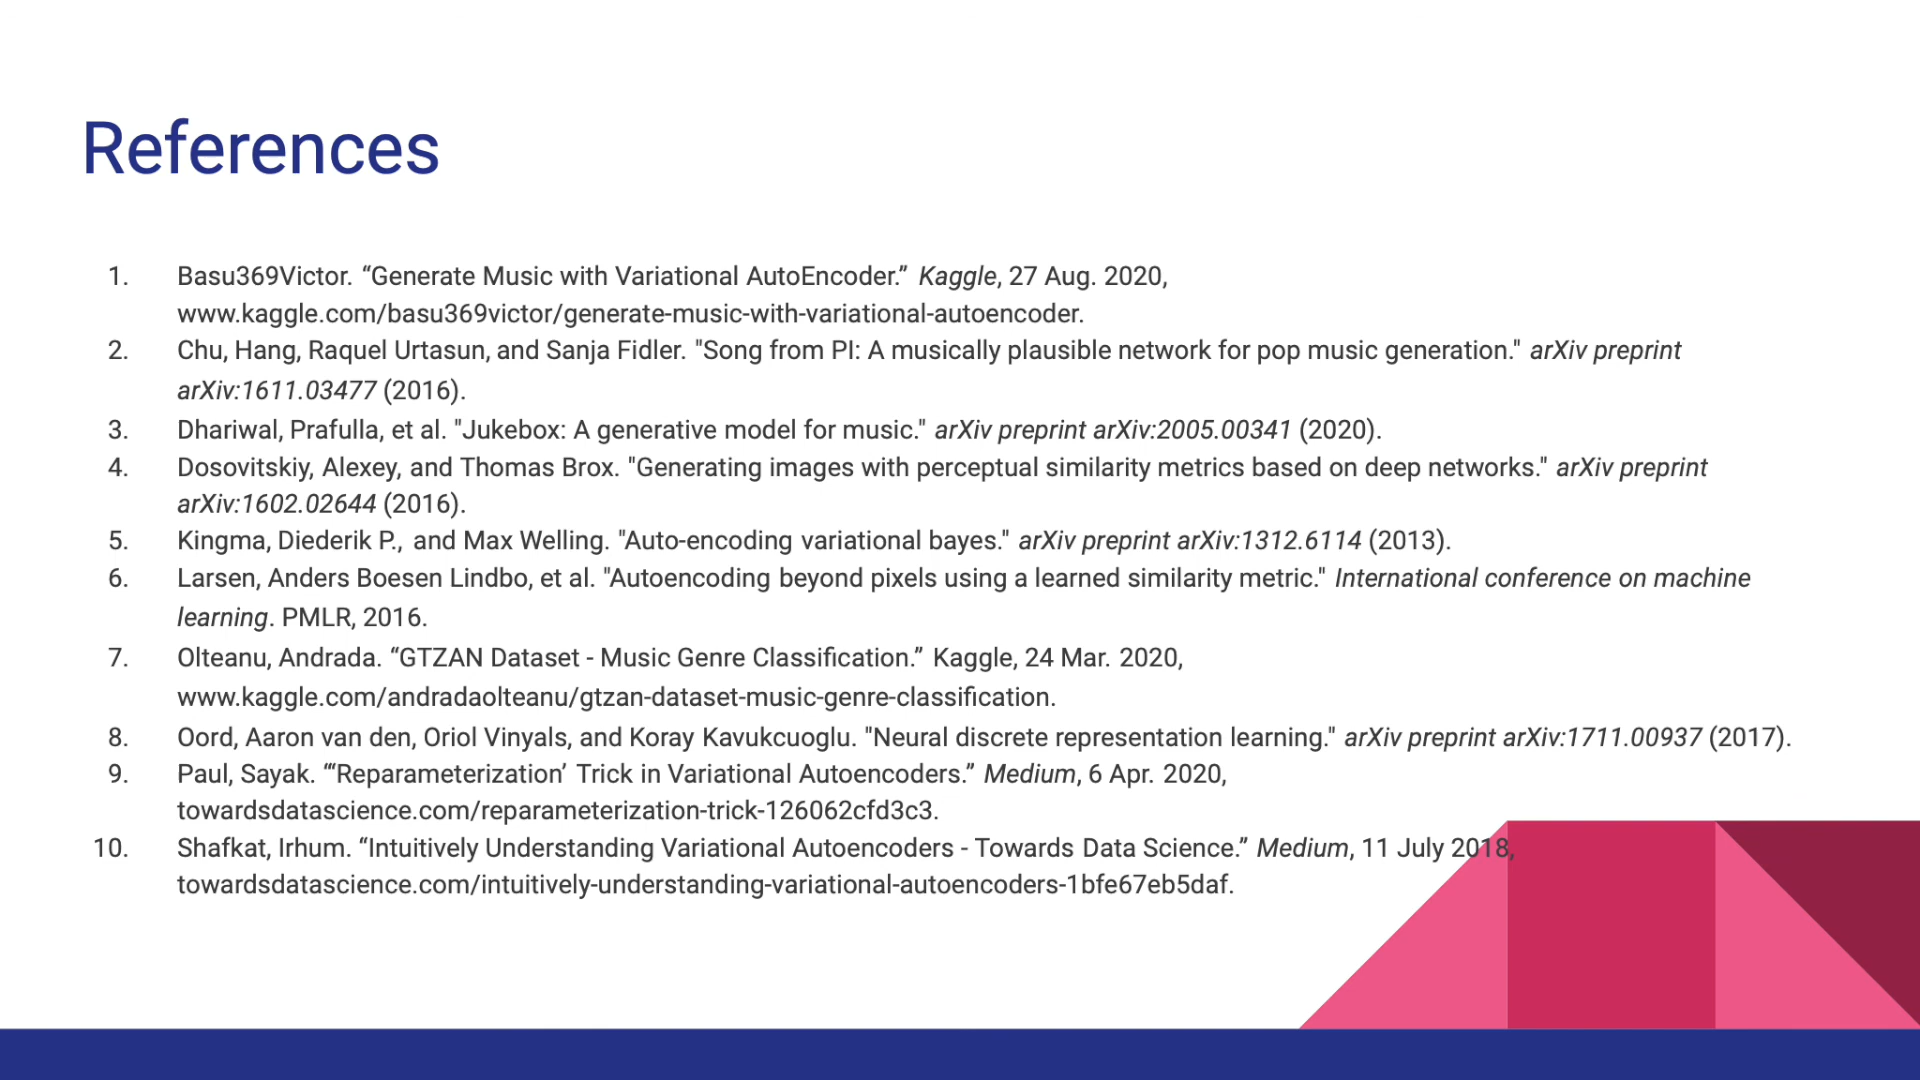 References
1. Basu369Victor. “Generate Music with Variational AutoEncoder.” Kaggle, 27 Aug. 2020,
www.kaggle.com/basu369victor/generate-music-with-variational-autoencoder.
2. Chu, Hang, Raquel Urtasun, and Sanja Fidler. "Song from PI: A musically plausible network for pop music generation." arXiv preprint
arXiv:1611.03477 (2016).
3. Dhariwal, Prafulla, et al. "Jukebox: A generative model for music." arXiv preprint arXiv:2005.00341 (2020).
4. Dosovitskiy, Alexey, and Thomas Brox. "Generating images with perceptual similarity metrics based on deep networks." arXiv preprint
arXiv:1602.02644 (2016).
5. Kingma, Diederik P., and Max Welling. "Auto-encoding variational bayes." arXiv preprint arXiv:1312.6114 (2013).
6. Larsen, Anders Boesen Lindbo, et al. "Autoencoding beyond pixels using a learned similarity metric." International conference on machine
learning. PMLR, 2016.
7. Olteanu, Andrada. “GTZAN Dataset - Music Genre Classification.” Kaggle, 24 Mar. 2020,
www.kaggle.com/andradaolteanu/gtzan-dataset-music-genre-classification.
8. Oord, Aaron van den, Oriol Vinyals, and Koray Kavukcuoglu. "Neural discrete representation learning." arXiv preprint arXiv:1711.00937 (2017).
9. Paul, Sayak. “‘Reparameterization’ Trick in Variational Autoencoders.” Medium, 6 Apr. 2020,
towardsdatascience.com/reparameterization-trick-126062cfd3c3.
10. Shafkat, Irhum. “Intuitively Understanding Variational Autoencoders - Towards Data Science.” Medium, 11 July 2018,
towardsdatascience.com/intuitively-understanding-variational-autoencoders-1bfe67eb5daf.